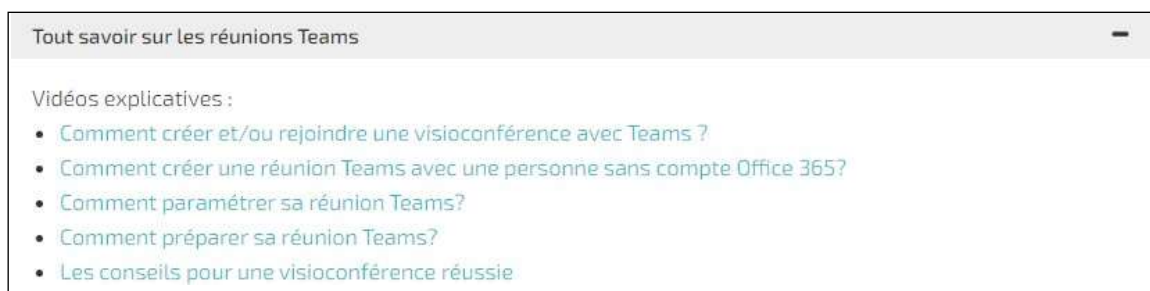 Tout savoir sur les réunions Teams
Vidéos explicatives :
• Comment créer et/ou rejoindre une visioconférence avec Teams ?
• Comment créer une réunion Teams avec une personne sans compte Office 365?
• Comment paramétrer sa réunion Teams?
• Comment préparer sa réunion Teams?
• Les conseils pour une visioconférence réussie